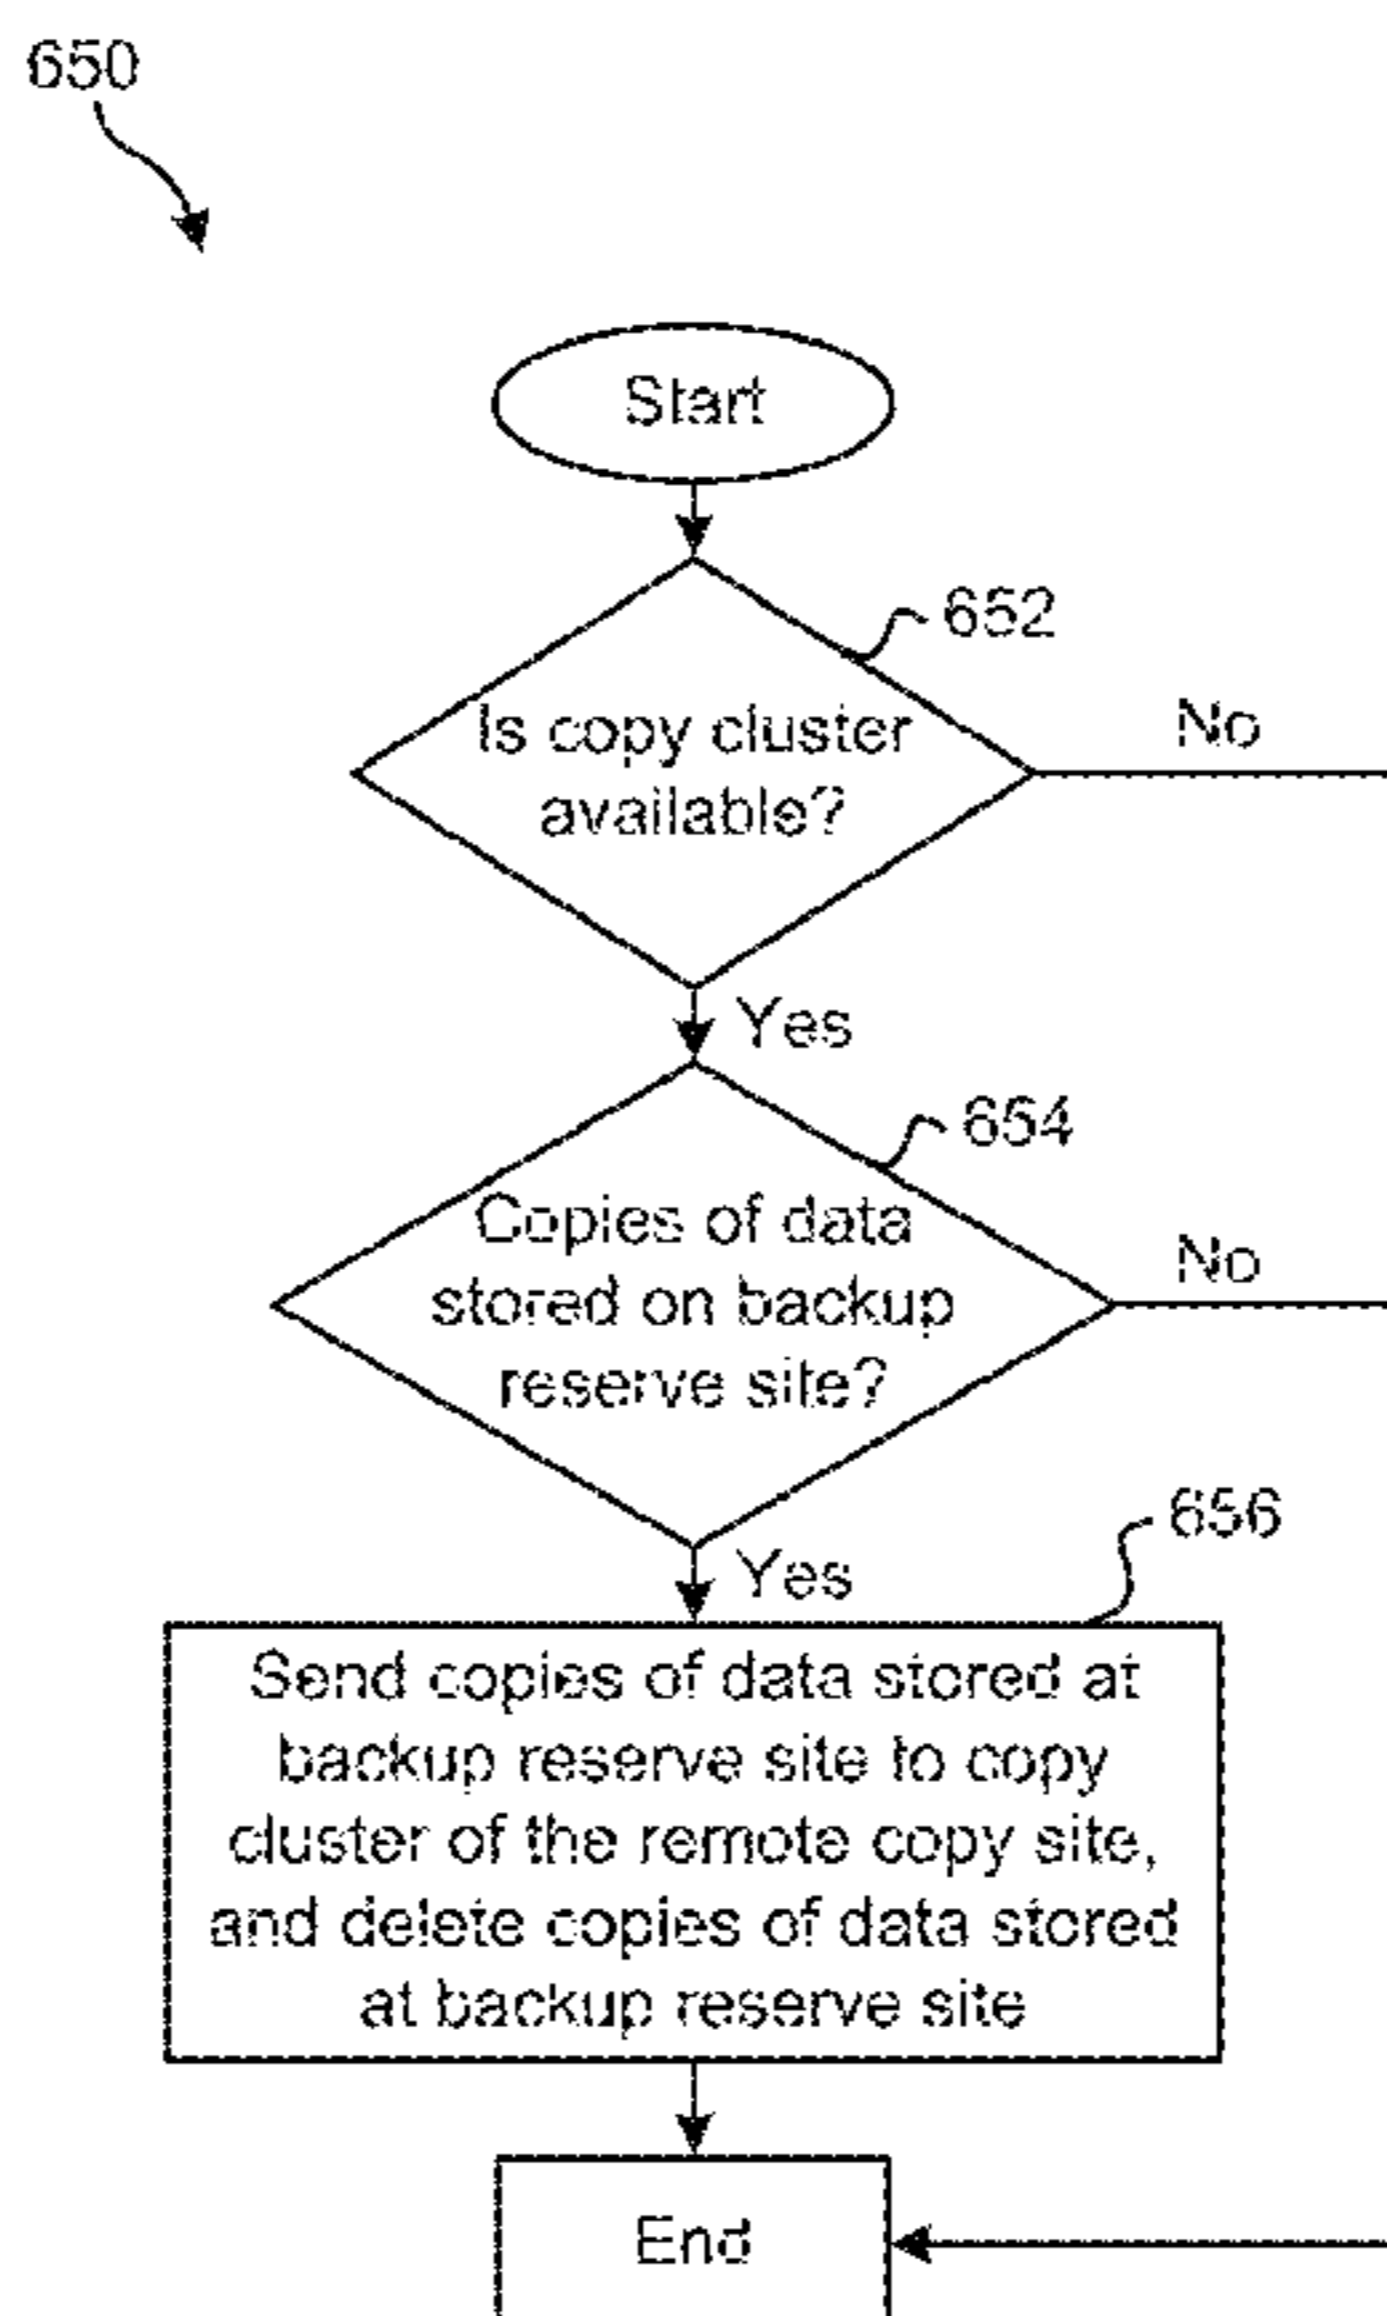 650
Start
652
Is copy cluster
available?
No
Yes
654
Copies of data
stored on backup
reserve site?
No
Yes
656
Send copies of data stored at
backup reserve site to copy
cluster of the remote copy site,
and delete copies of data stored
at backup reserve site
End